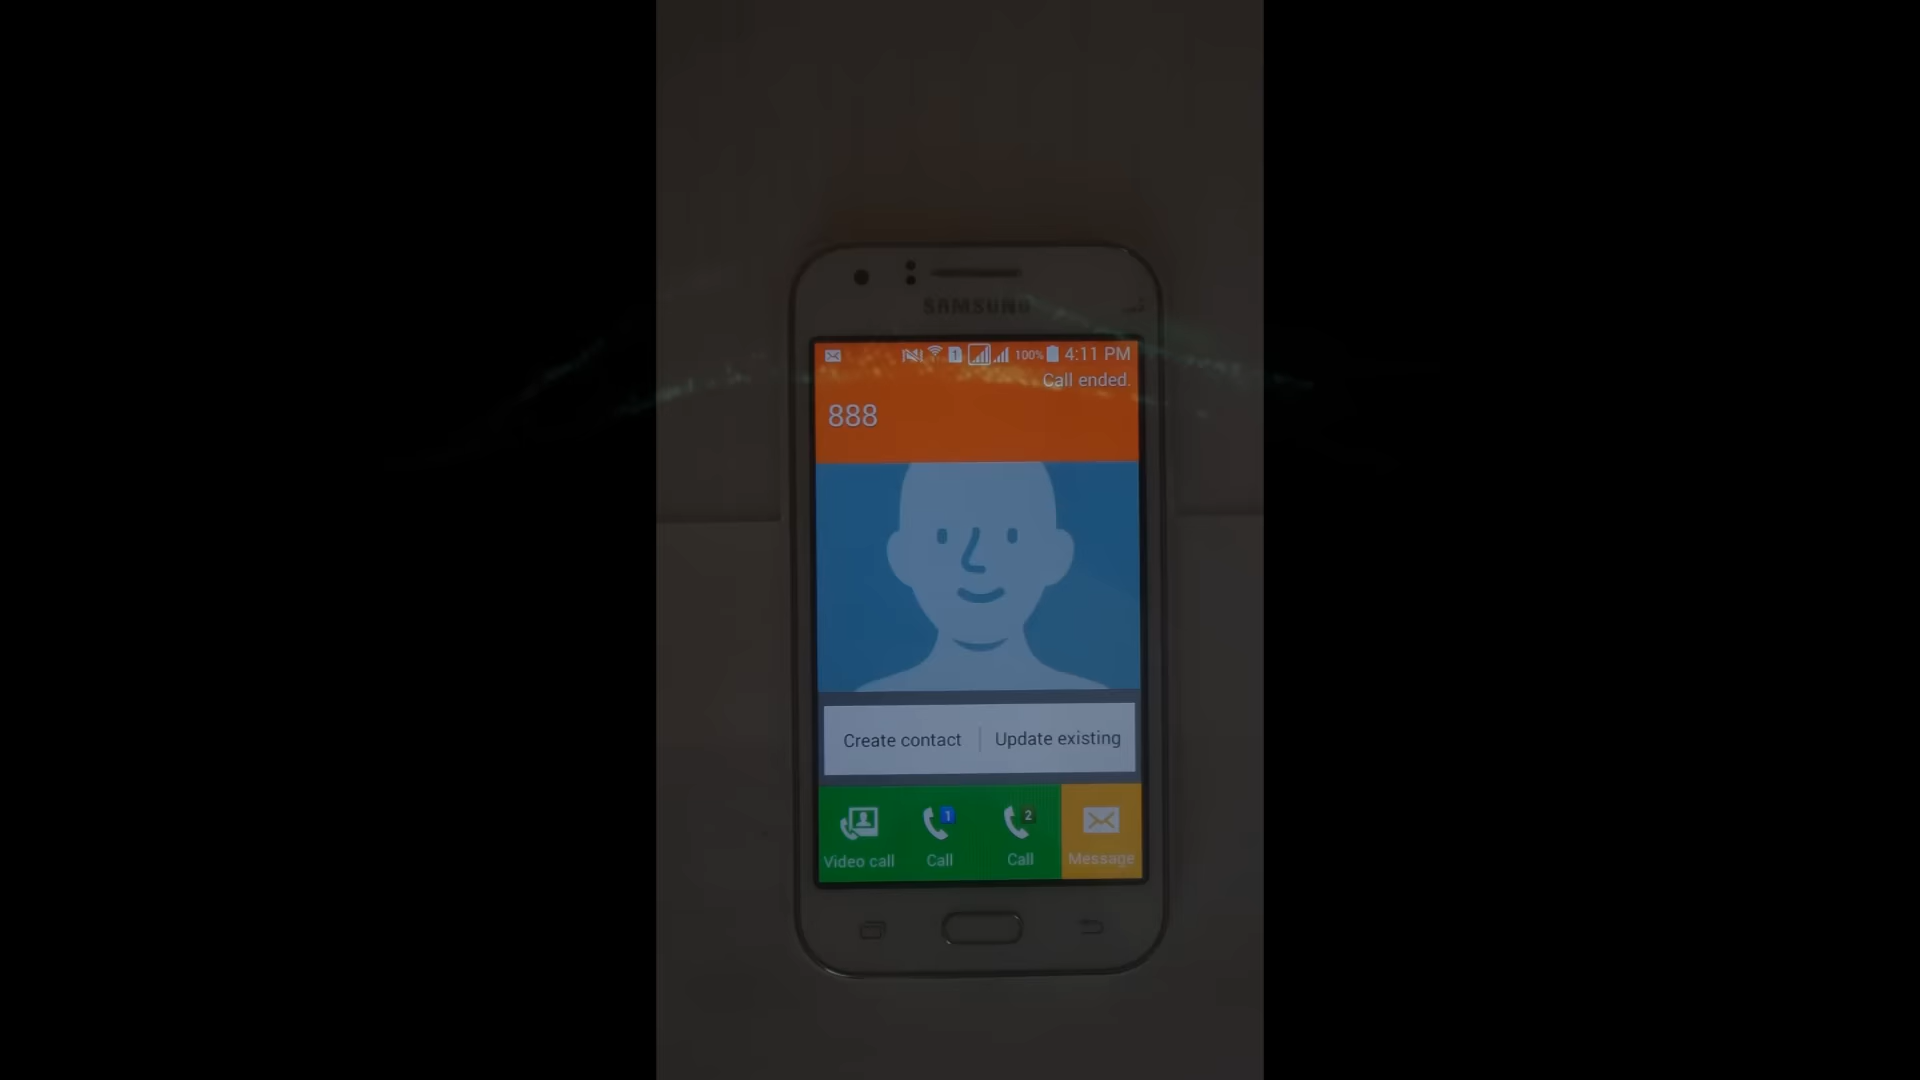 SAMSUNG
1 100% 4:11 PM
Call ended.
888
Create contact Update existing
1 2
Video call Call Call Message